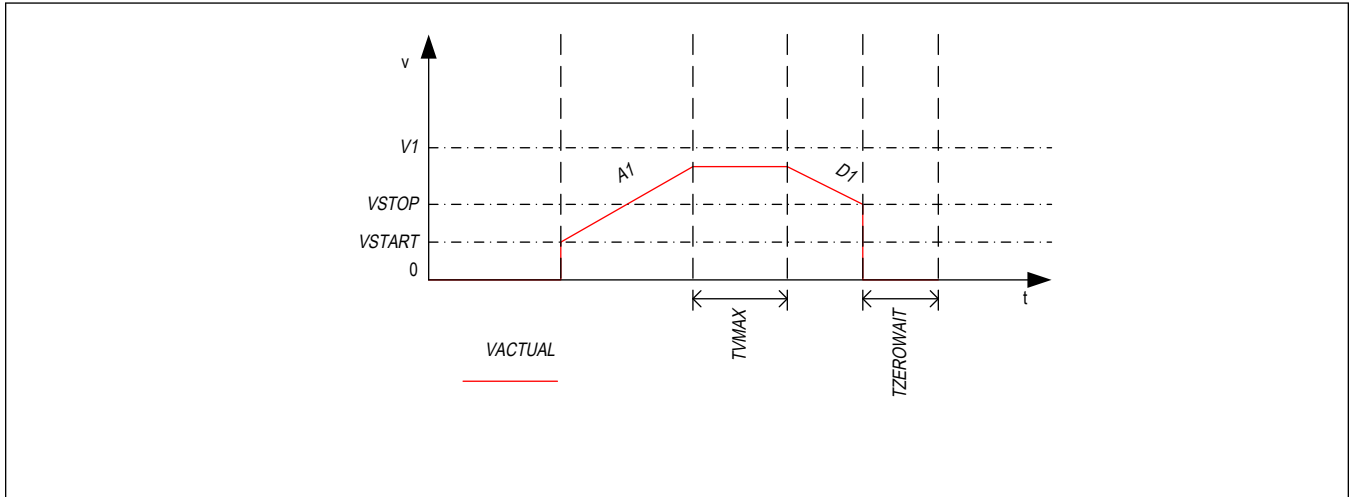 v
V1
A1
D1
VSTOP
VSTART
0
t
VACTUAL
TVMAX
TZEROWAIT